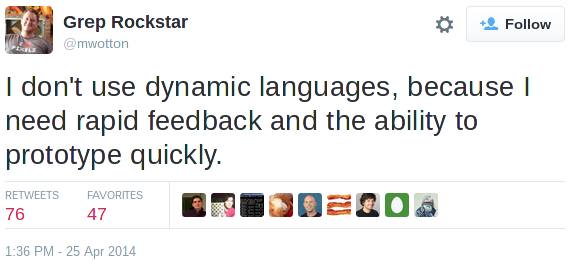 Grep Rockstar
@mwotton
Follow
I don't use dynamic languages, because I
need rapid feedback and the ability to
prototype quickly.
RETWEETS FAVORITES
76 47
1:36 PM - 25 Apr 2014